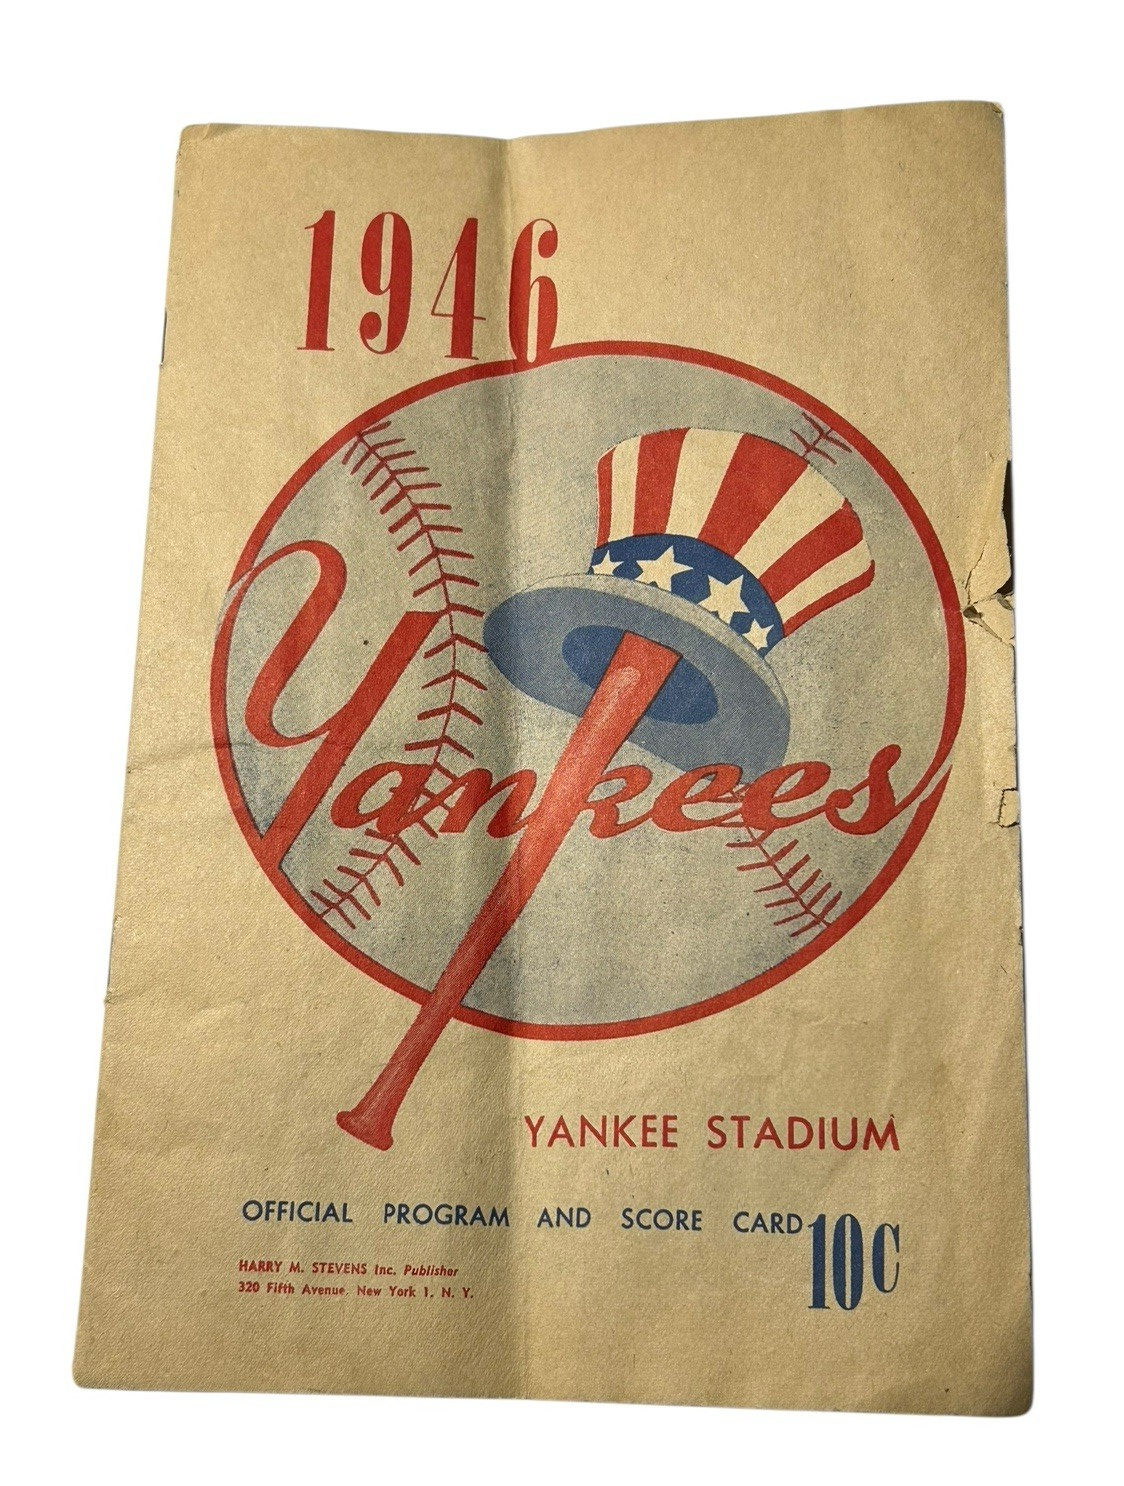 1946
Yankees
YANKEE STADIUM
OFFICIAL PROGRAM AND SCORE CARD 10c
HARRY M. STEVENS Inc. Publisher
320 Fifth Avenue, New York 1, N. Y.